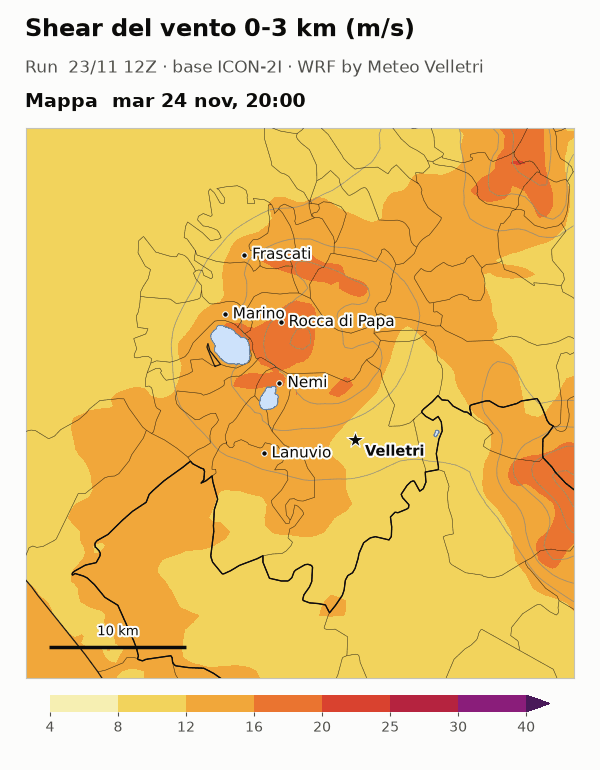 Shear del vento 0-3 km (m/s)
Run  23/11 12Z · base ICON-2I · WRF by Meteo Velletri
Mappa  mar 24 nov, 20:00
Frascati
Marino
Rocca di Papa
Nemi
Velletri
Lanuvio
10 km
4 8 12 16 20 25 30 40